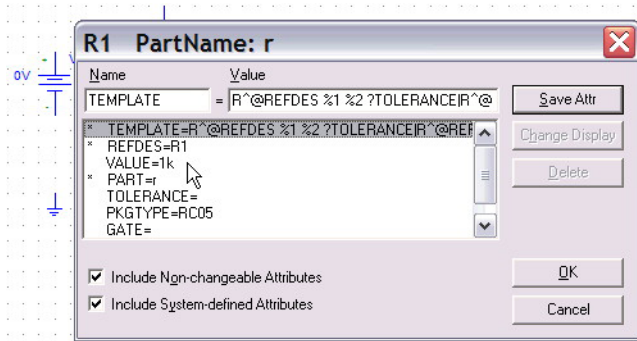 R1 PartName: r
0V
Name Value
TEMPLATE = R^@REFDES %1 %2 ?TOLERANCE|R^@
Save Attr
* TEMPLATE=R^@REFDES %1 %2 ?TOLERANCE|R^@REF
* REFDES=R1
VALUE=1k
* PART=r
TOLERANCE=
PKGTYPE=RC05
GATE=
Change Display
Delete
Include Non-changeable Attributes
Include System-defined Attributes
OK
Cancel